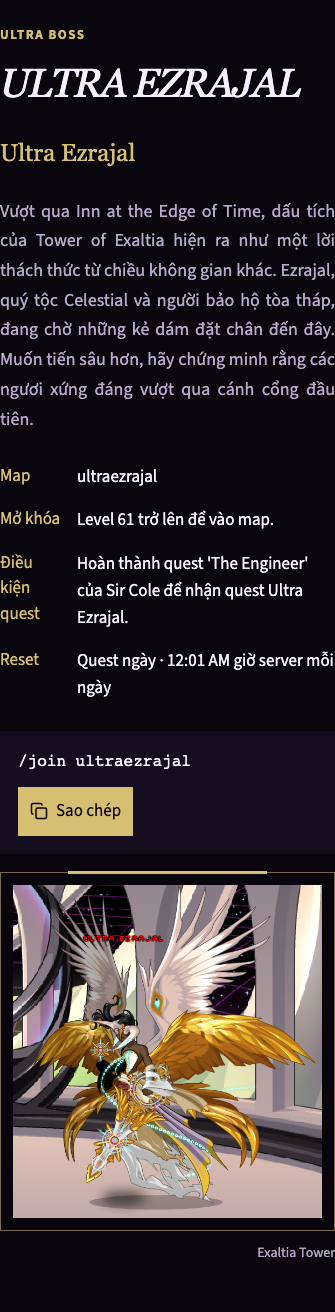 ULTRA BOSS
ULTRA EZRAJAL
Ultra Ezrajal
Vượt qua Inn at the Edge of Time, dấu tích
của Tower of Exaltia hiện ra như một lời
thách thức từ chiều không gian khác. Ezrajal,
quý tộc Celestial và người bảo hộ tòa tháp,
đang chờ những kẻ dám đặt chân đến đây.
Muốn tiến sâu hơn, hãy chứng minh rằng các
ngươi xứng đáng vượt qua cánh cổng đầu
tiên.
Map
ultraezrajal
Mở khóa
Level 61 trở lên để vào map.
Điều
kiện
quest
Hoàn thành quest 'The Engineer'
của Sir Cole để nhận quest Ultra
Ezrajal.
Reset
Quest ngày · 12:01 AM giờ server mỗi
ngày
/join ultraezrajal
Sao chép
ULTRA EZRAJAL
Exaltia Tower